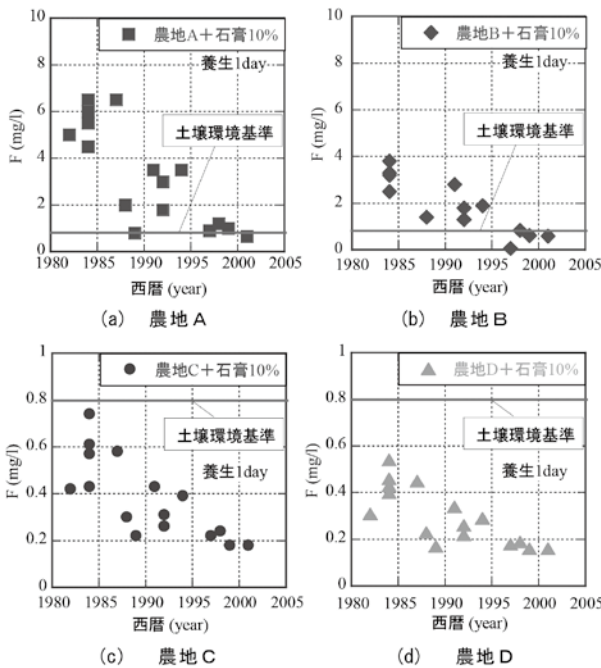 (a) 農地A
F (mg/l)
10
8
6
4
2
0
■ 農地A+石膏10%
養生1day
土壌環境基準
1980 1985 1990 1995 2000 2005
西暦 (year)
(b) 農地B
10
8
6
4
2
0
F (mg/l)
◆ 農地B+石膏10%
養生1day
土壌環境基準
1980 1985 1990 1995 2000 2005
西暦 (year)
(c) 農地C
1
0.8
0.6
0.4
0.2
0
F (mg/l)
● 農地C+石膏10%
土壌環境基準
養生1day
1980 1985 1990 1995 2000 2005
西暦 (year)
(d) 農地D
1
0.8
0.6
0.4
0.2
0
F (mg/l)
▲ 農地D+石膏10%
土壌環境基準
養生1day
1980 1985 1990 1995 2000 2005
西暦 (year)